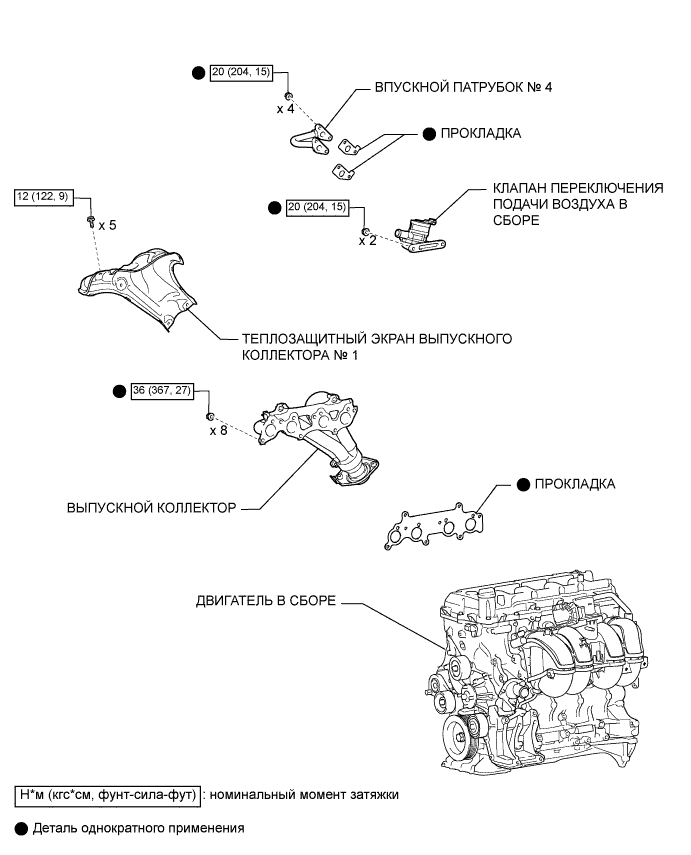 20 (204, 15)
x 4
ВПУСКНОЙ ПАТРУБОК № 4
ПРОКЛАДКА
12 (122, 9)
x 5
20 (204, 15)
x 2
КЛАПАН ПЕРЕКЛЮЧЕНИЯ
ПОДАЧИ ВОЗДУХА В
СБОРЕ
ТЕПЛОЗАЩИТНЫЙ ЭКРАН ВЫПУСКНОГО
КОЛЛЕКТОРА № 1
36 (367, 27)
x 8
ВЫПУСКНОЙ КОЛЛЕКТОР
ПРОКЛАДКА
ДВИГАТЕЛЬ В СБОРЕ
Н*м (кгс*см, фунт-сила-фут) : номинальный момент затяжки
Деталь однократного применения